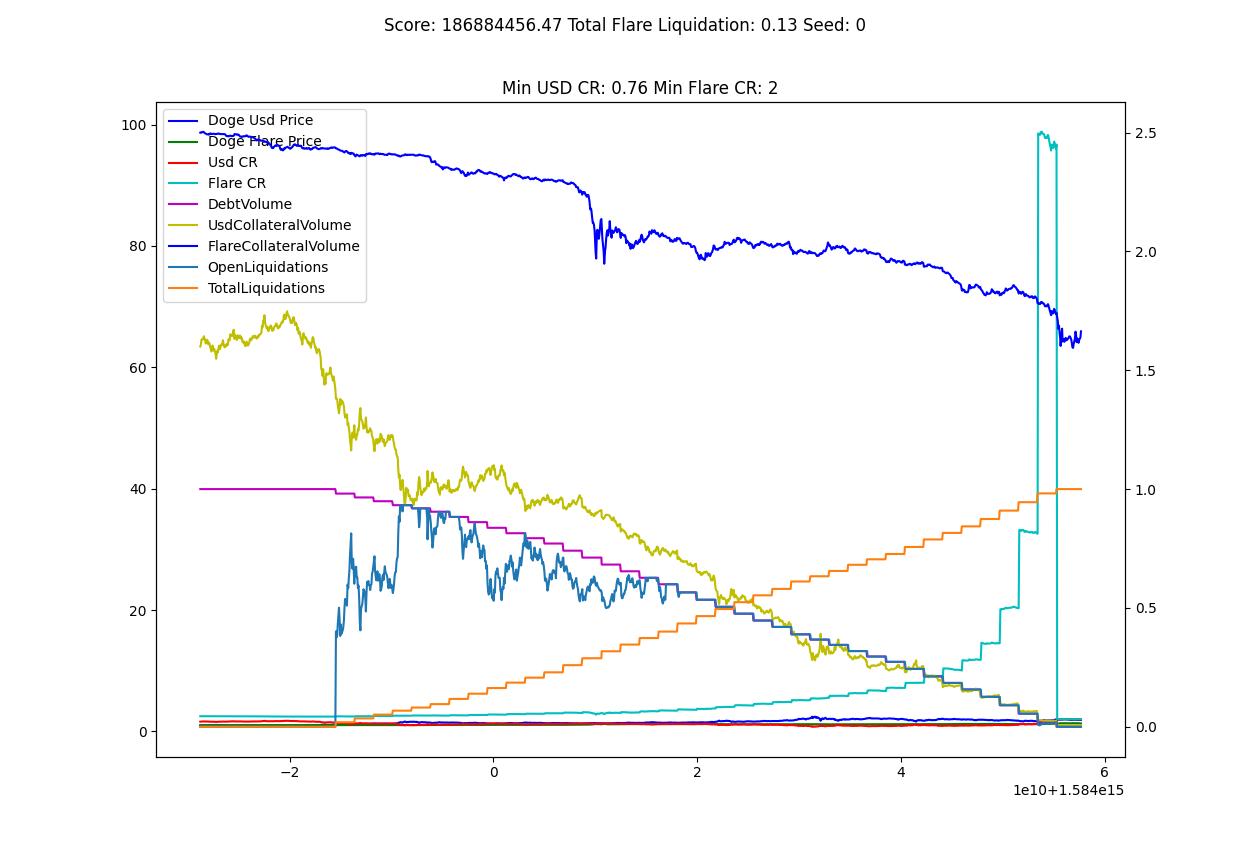 Score: 186884456.47 Total Flare Liquidation: 0.13 Seed: 0
Min USD CR: 0.76 Min Flare CR: 2
Doge Usd Price
Doge Flare Price
Usd CR
Flare CR
DebtVolume
UsdCollateralVolume
FlareCollateralVolume
OpenLiquidations
TotalLiquidations
100
80
60
40
20
0
2.5
2.0
1.5
1.0
0.5
0.0
−2
0
2
4
6
1e10+1.584e15